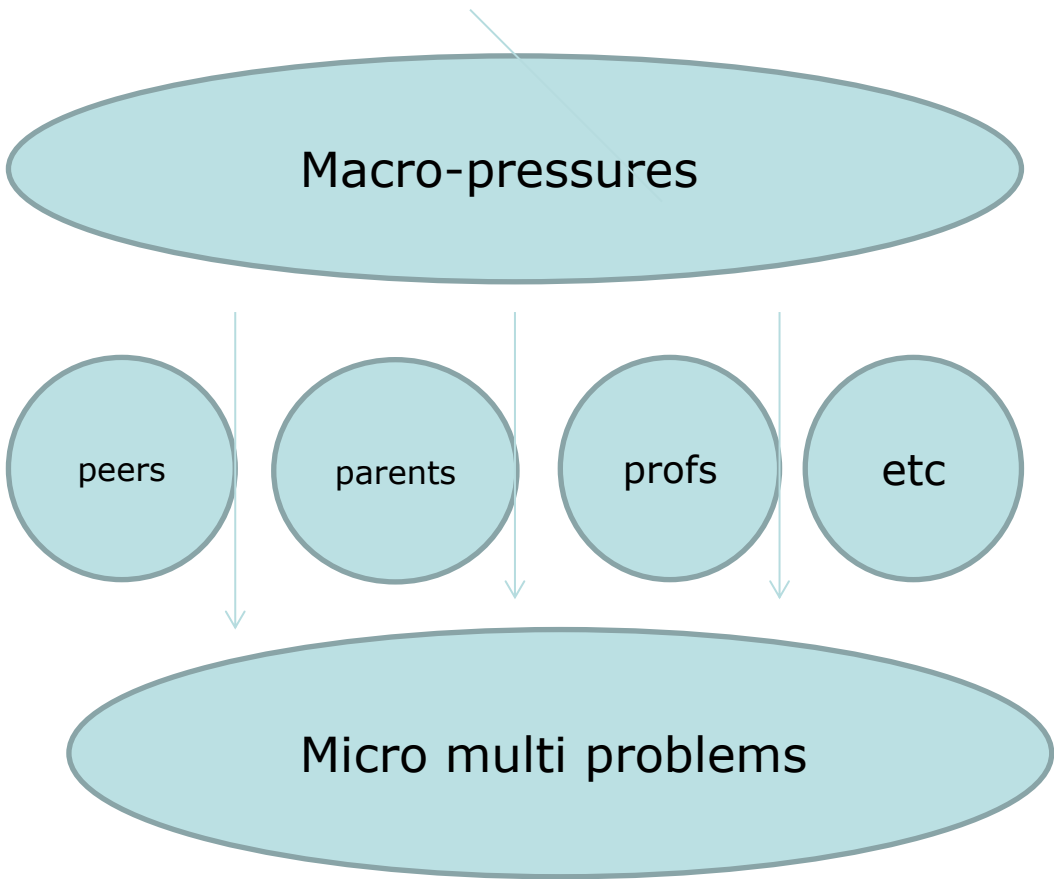 Macro-pressures
peers
parents
profs
etc
Micro multi problems